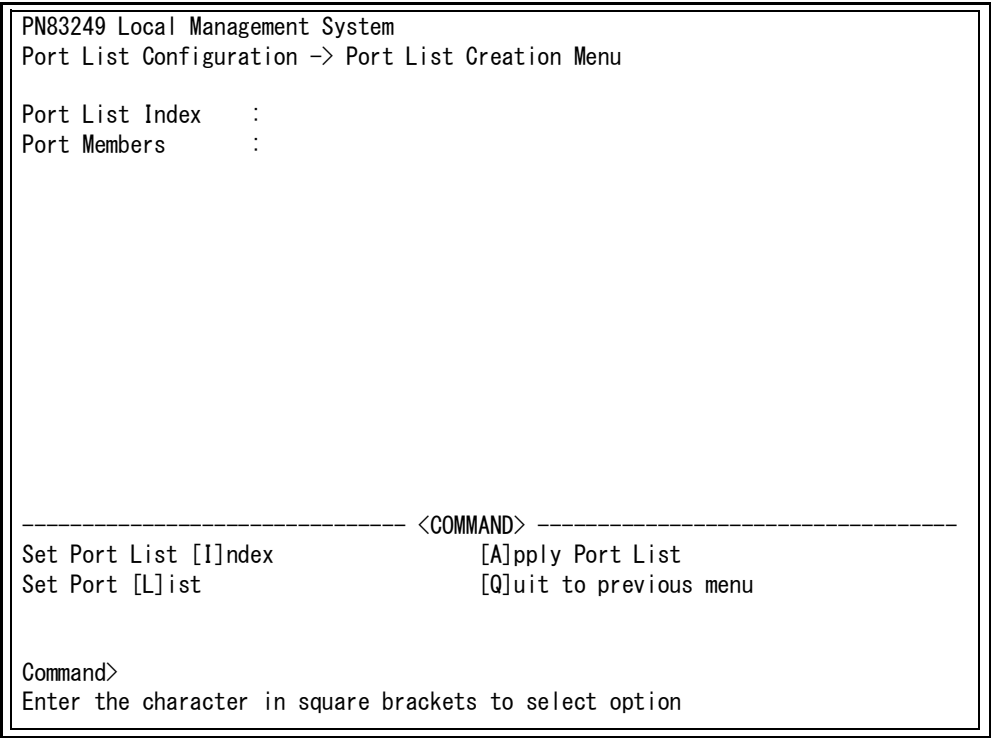 PN83249 Local Management System
Port List Configuration -> Port List Creation Menu
Port List Index    :
Port Members       :
-------------------------------- <COMMAND> -----------------------------------
Set Port List [I]ndex                 [A]pply Port List
Set Port [L]ist                       [Q]uit to previous menu
Command>
Enter the character in square brackets to select option